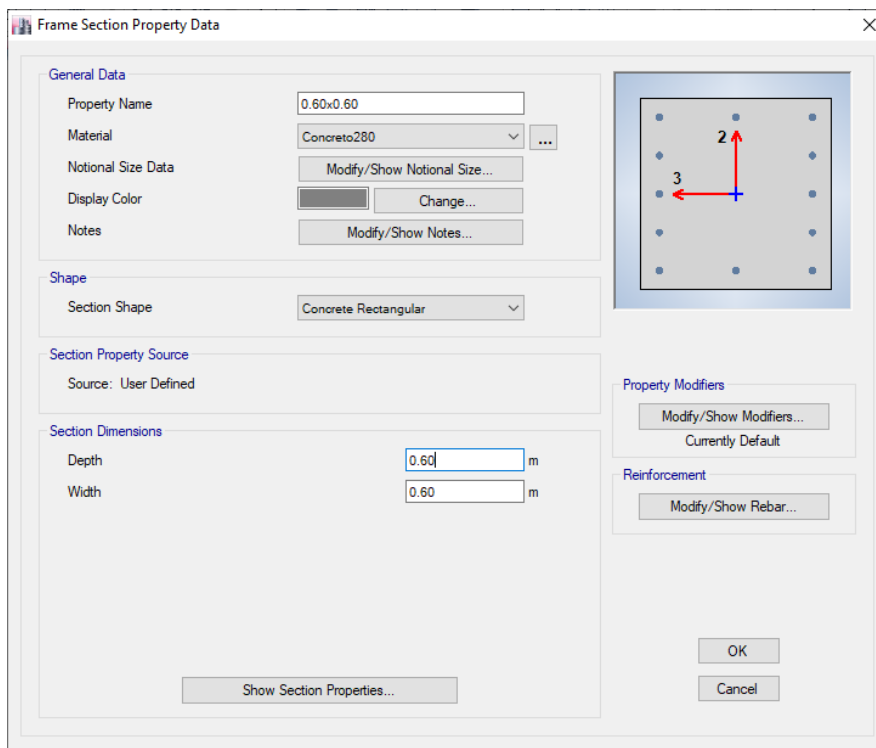 Frame Section Property Data
General Data
Property Name 0.60x0.60
Material Concreto280 ...
Notional Size Data Modify/Show Notional Size...
Display Color Change...
Notes Modify/Show Notes...
2
3
Shape
Section Shape Concrete Rectangular
Section Property Source
Source: User Defined
Property Modifiers
Modify/Show Modifiers...
Currently Default
Section Dimensions
Depth 0.60 m
Width 0.60 m
Reinforcement
Modify/Show Rebar...
Show Section Properties...
OK
Cancel